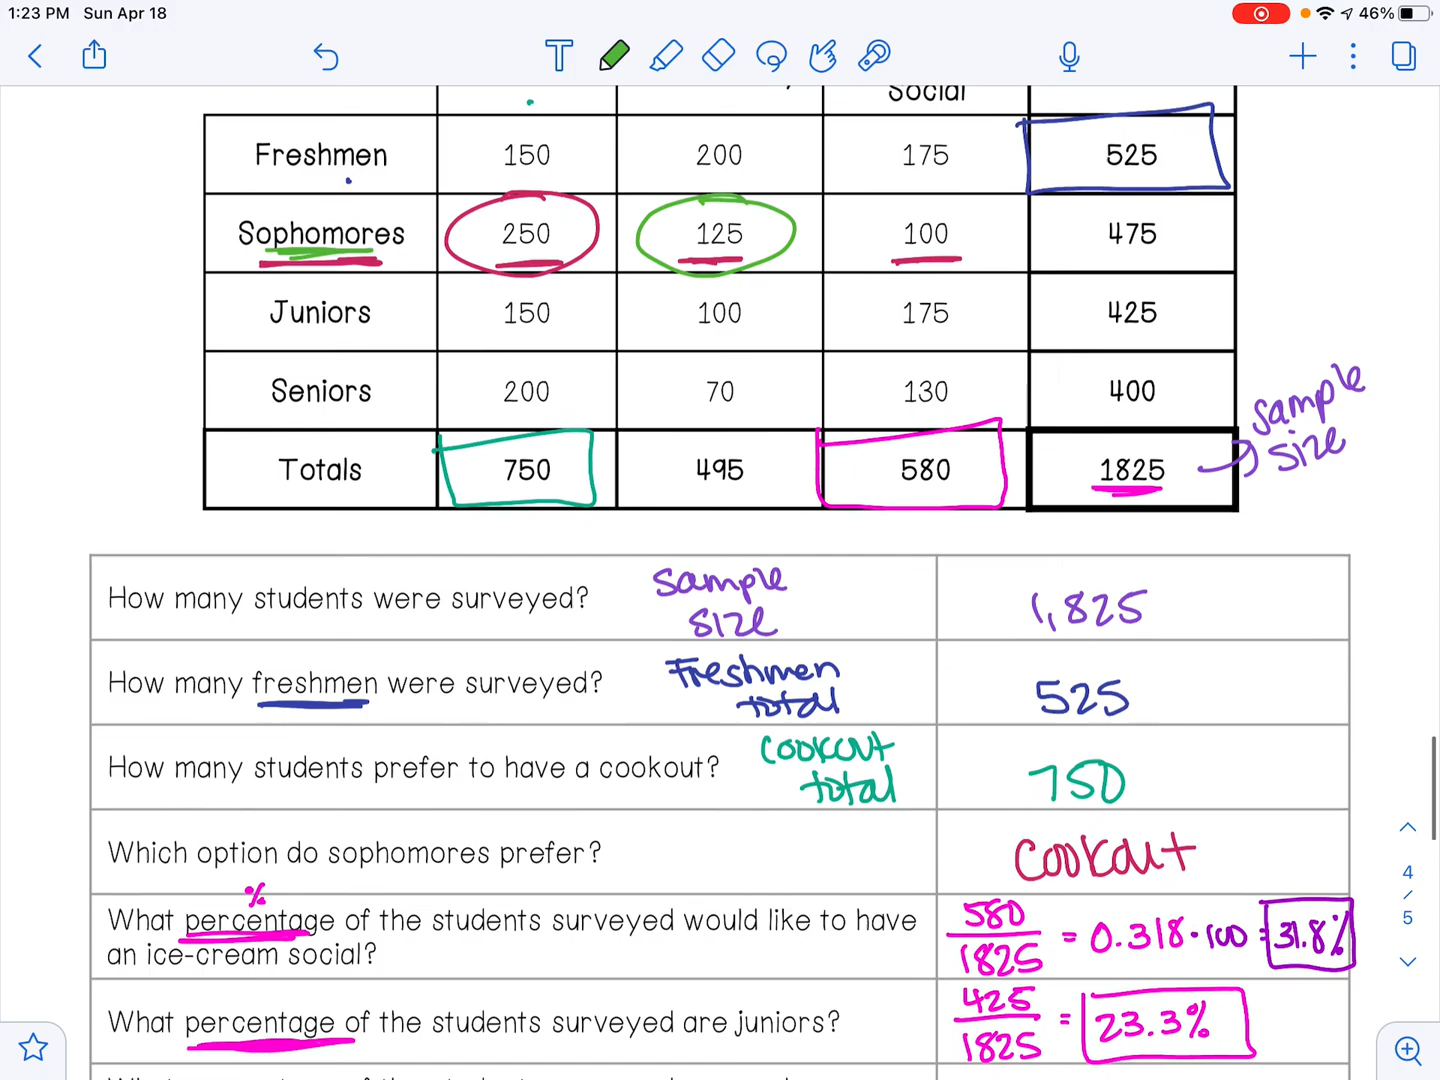 1:23 PM Sun Apr 18 46%
T
Social
Freshmen 150 200 175 525
Sophomores 250 125 100 475
Juniors 150 100 175 425
Seniors 200 70 130 400
Totals 750 495 580 1825
sample
size
How many students were surveyed? sample size 1,825
How many freshmen were surveyed? Freshmen total 525
How many students prefer to have a cookout? cookout total 750
Which option do sophomores prefer? cookout
%
What percentage of the students surveyed would like to have
an ice-cream social?
580/1825 = 0.318 · 100 = 31.8%
What percentage of the students surveyed are juniors? 425/1825 = 23.3%
4
/
5